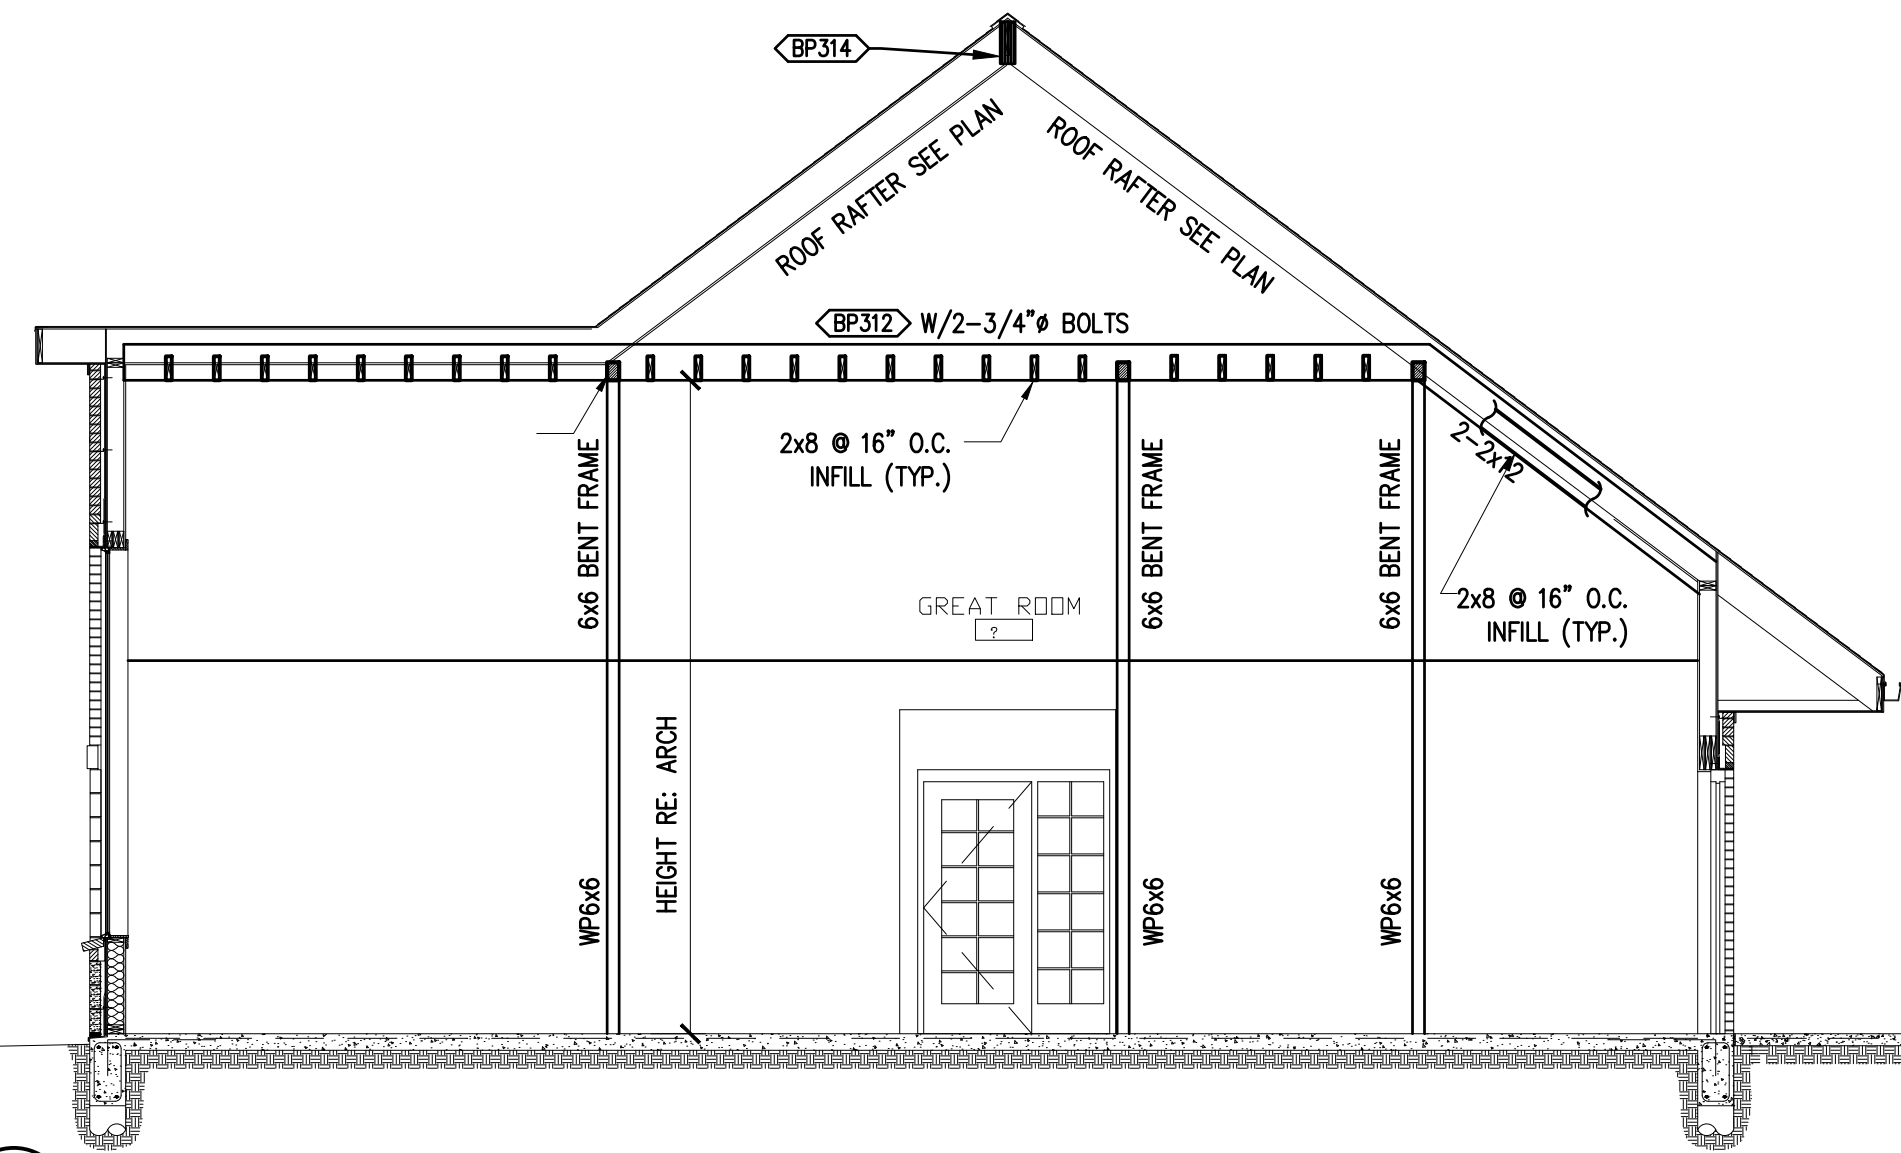 BP314
ROOF RAFTER SEE PLAN
ROOF RAFTER SEE PLAN
BP312 W/2-3/4"ø BOLTS
2x8 @ 16" O.C.
INFILL (TYP.)
2-2x12
6x6 BENT FRAME
6x6 BENT FRAME
6x6 BENT FRAME
2x8 @ 16" O.C.
INFILL (TYP.)
GREAT ROOM
?
HEIGHT RE: ARCH
WP6x6
WP6x6
WP6x6